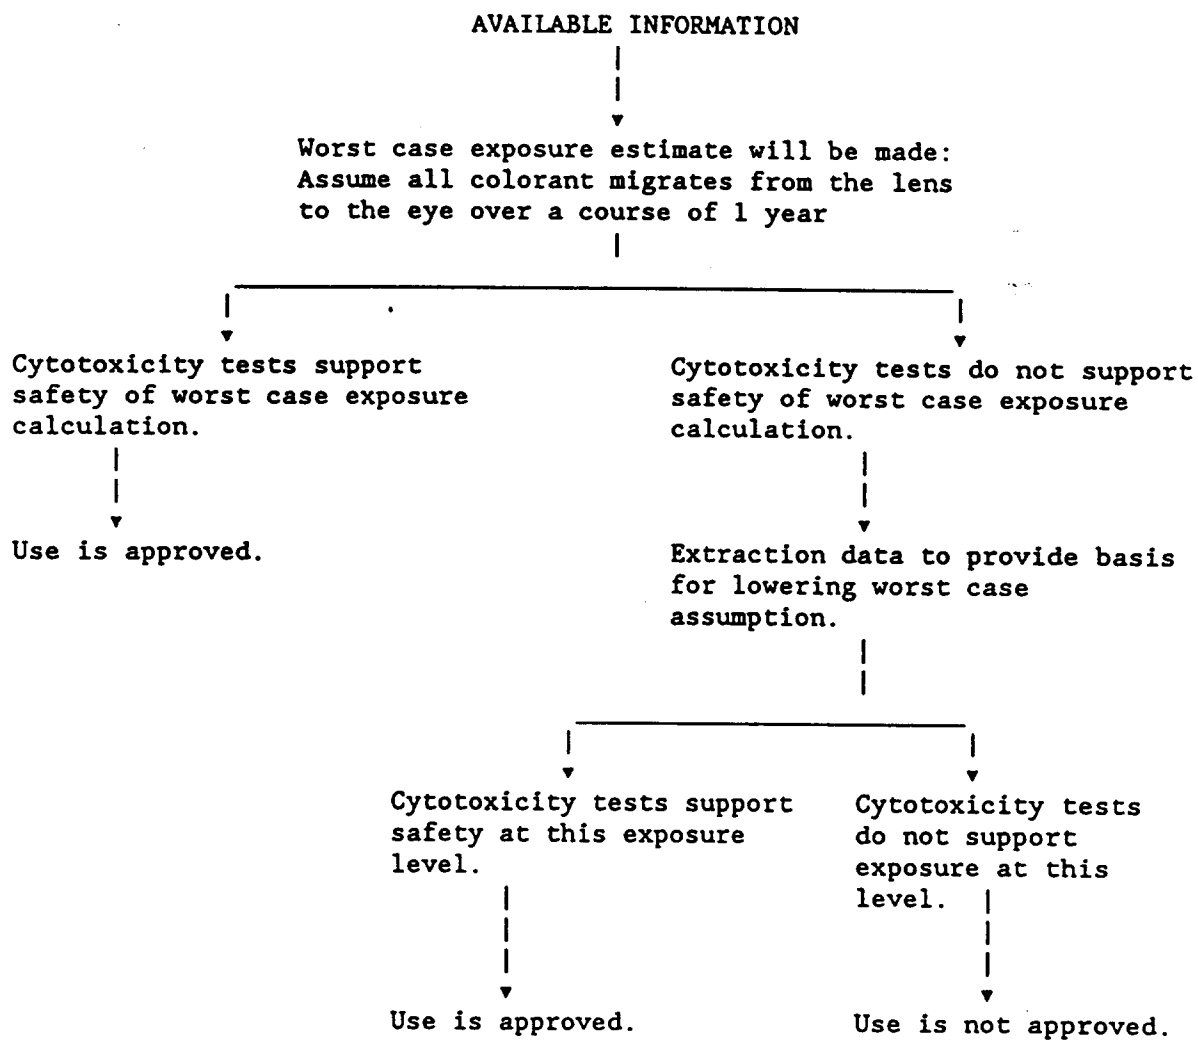 AVAILABLE INFORMATION
Worst case exposure estimate will be made:
Assume all colorant migrates from the lens
to the eye over a course of 1 year
Cytotoxicity tests support
safety of worst case exposure
calculation.
Cytotoxicity tests do not support
safety of worst case exposure
calculation.
Use is approved.
Extraction data to provide basis
for lowering worst case
assumption.
Cytotoxicity tests support
safety at this exposure
level.
Cytotoxicity tests
do not support
exposure at this
level.
Use is approved.
Use is not approved.